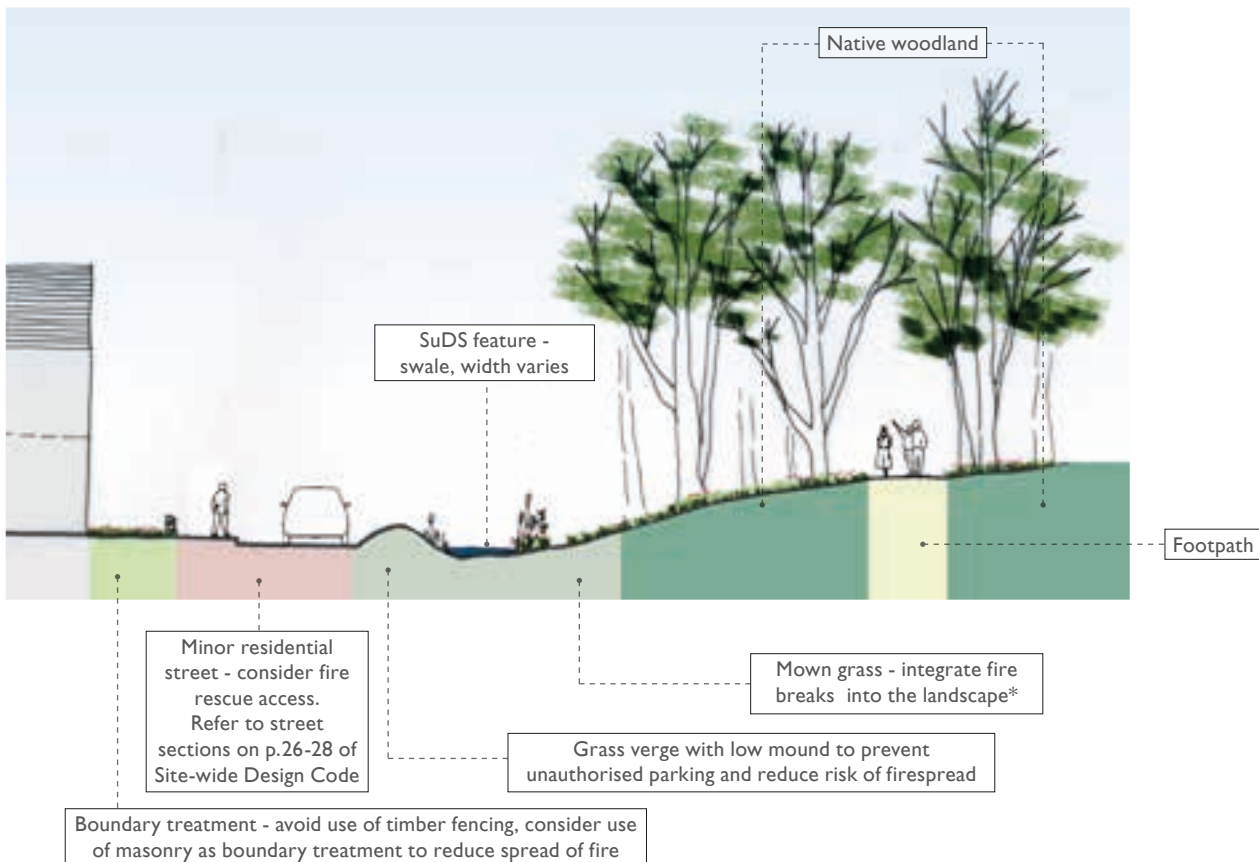 Native woodland
SuDS feature -
swale, width varies
Footpath
Minor residential
street - consider fire
rescue access.
Refer to street
sections on p.26-28 of
Site-wide Design Code
Mown grass - integrate fire
breaks into the landscape*
Grass verge with low mound to prevent
unauthorised parking and reduce risk of firespread
Boundary treatment - avoid use of timber fencing, consider use
of masonry as boundary treatment to reduce spread of fire